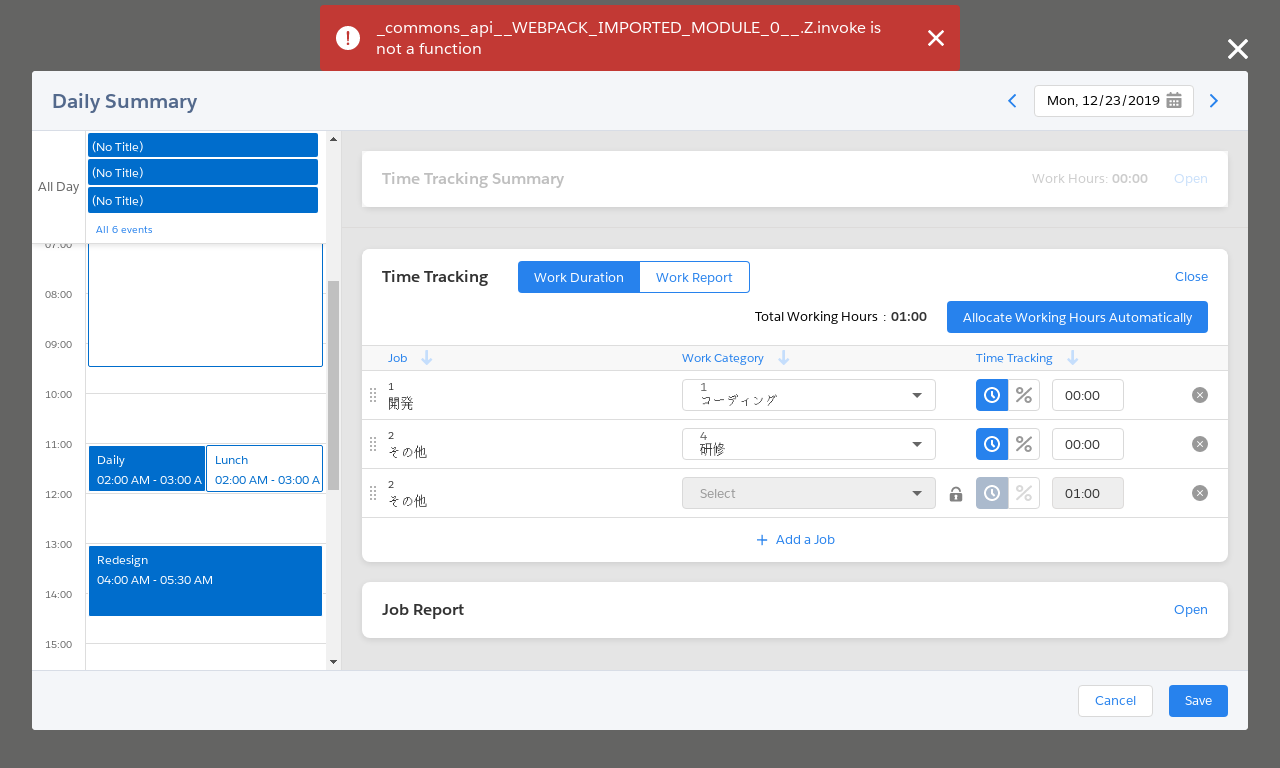 _commons_api__WEBPACK_IMPORTED_MODULE_0__.Z.invoke is
not a function
Daily Summary
Mon, 12/23/2019
All Day
(No Title)
(No Title)
(No Title)
All 6 events
07:00
08:00
09:00
10:00
11:00
12:00
13:00
14:00
15:00
Daily
02:00 AM - 03:00 A
Lunch
02:00 AM - 03:00 A
Redesign
04:00 AM - 05:30 AM
Time Tracking Summary
Work Hours: 00:00
Open
Time Tracking
Work Duration
Work Report
Close
Total Working Hours : 01:00
Allocate Working Hours Automatically
Job
Work Category
Time Tracking
1
開発
1
コーディング
00:00
2
その他
4
研修
00:00
2
その他
Select
01:00
Add a Job
Job Report
Open
Cancel
Save